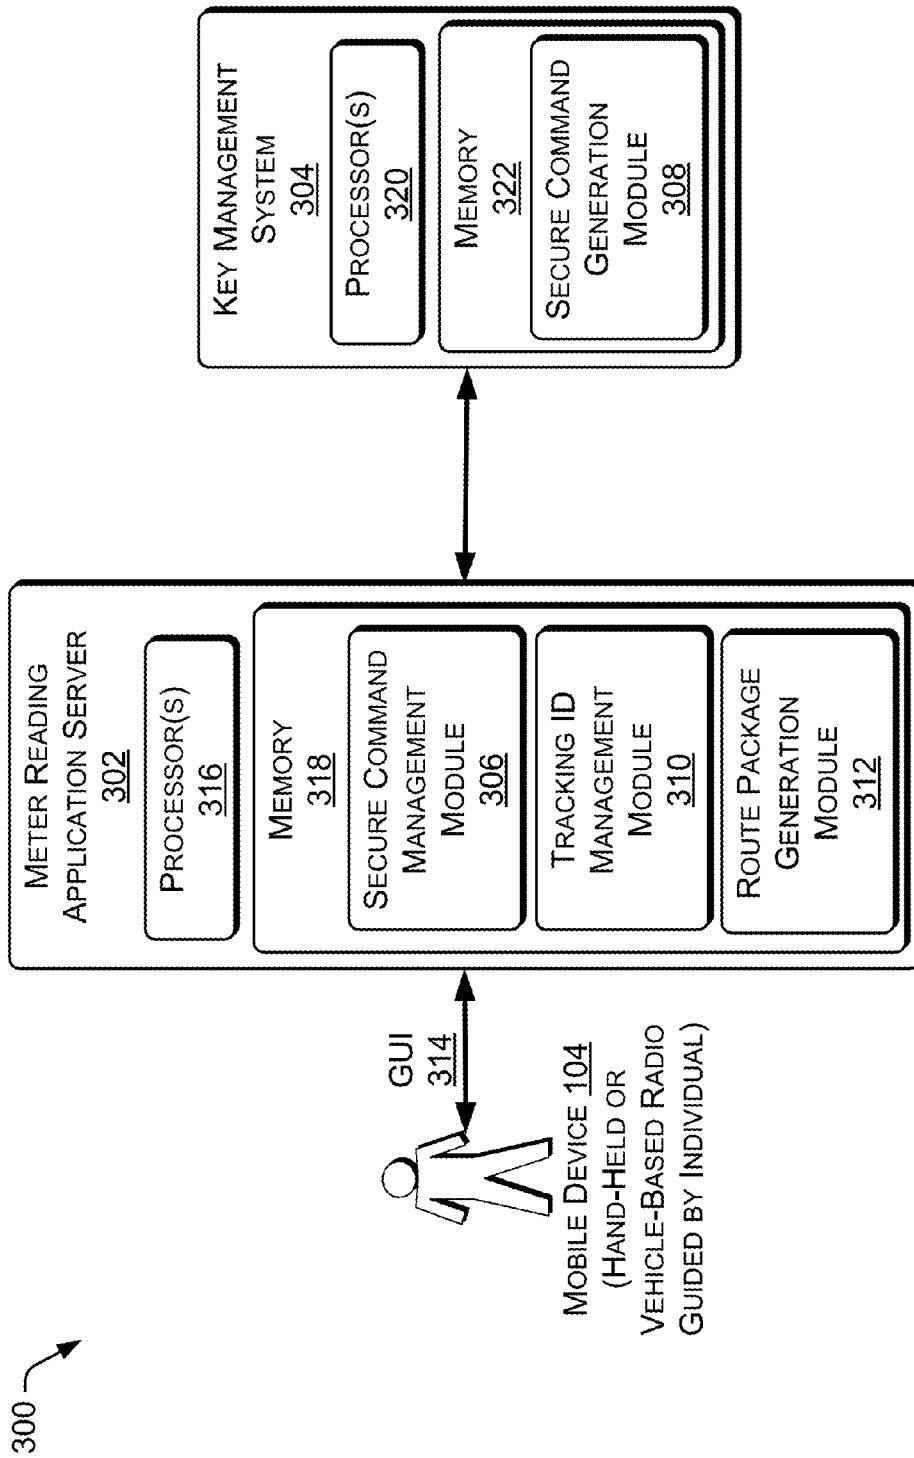 300
MOBILE DEVICE 104
(HAND-HELD OR
VEHICLE-BASED RADIO
GUIDED BY INDIVIDUAL)
GUI
314
METER READING
APPLICATION SERVER
302
PROCESSOR(S)
316
MEMORY
318
SECURE COMMAND
MANAGEMENT
MODULE
306
TRACKING ID
MANAGEMENT
MODULE
310
ROUTE PACKAGE
GENERATION
MODULE
312
KEY MANAGEMENT
SYSTEM
304
PROCESSOR(S)
320
MEMORY
322
SECURE COMMAND
GENERATION
MODULE
308